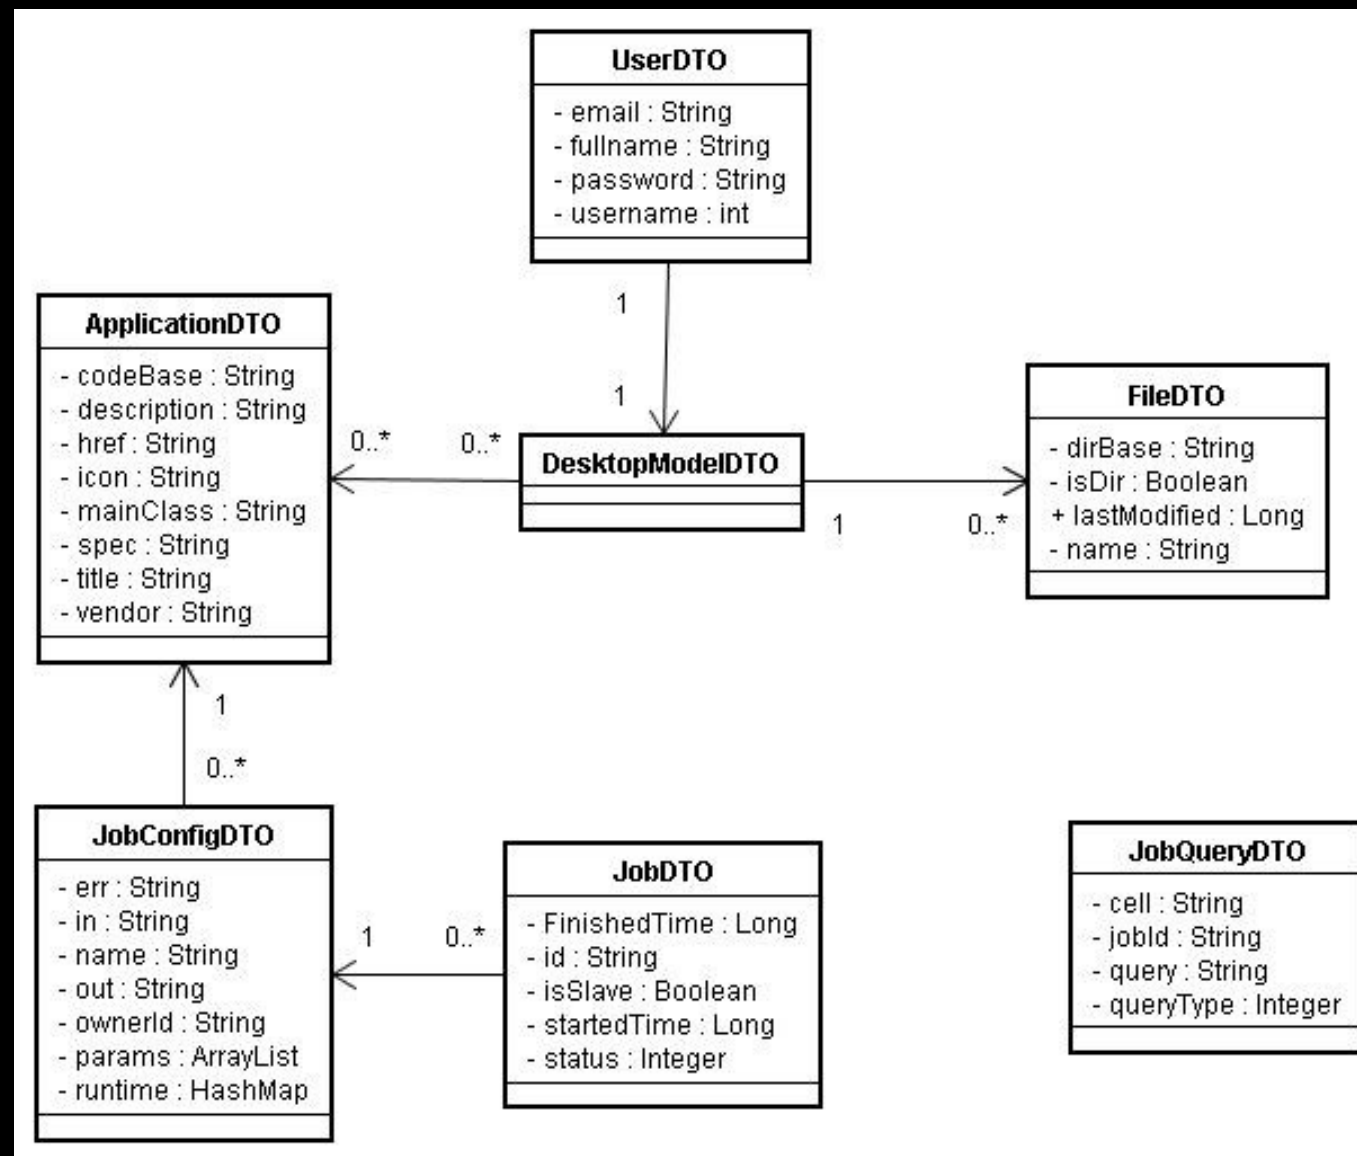 UserDTO
- email : String
- fullname : String
- password : String
- username : int
1
1
ApplicationDTO
- codeBase : String
- description : String
- href : String
- icon : String
- mainClass : String
- spec : String
- title : String
- vendor : String
0..*
0..*
DesktopModelDTO
1
0..*
FileDTO
- dirBase : String
- isDir : Boolean
+ lastModified : Long
- name : String
1
0..*
JobConfigDTO
- err : String
- in : String
- name : String
- out : String
- ownerId : String
- params : ArrayList
- runtime : HashMap
1
0..*
JobDTO
- FinishedTime : Long
- id : String
- isSlave : Boolean
- startedTime : Long
- status : Integer
JobQueryDTO
- cell : String
- jobId : String
- query : String
- queryType : Integer